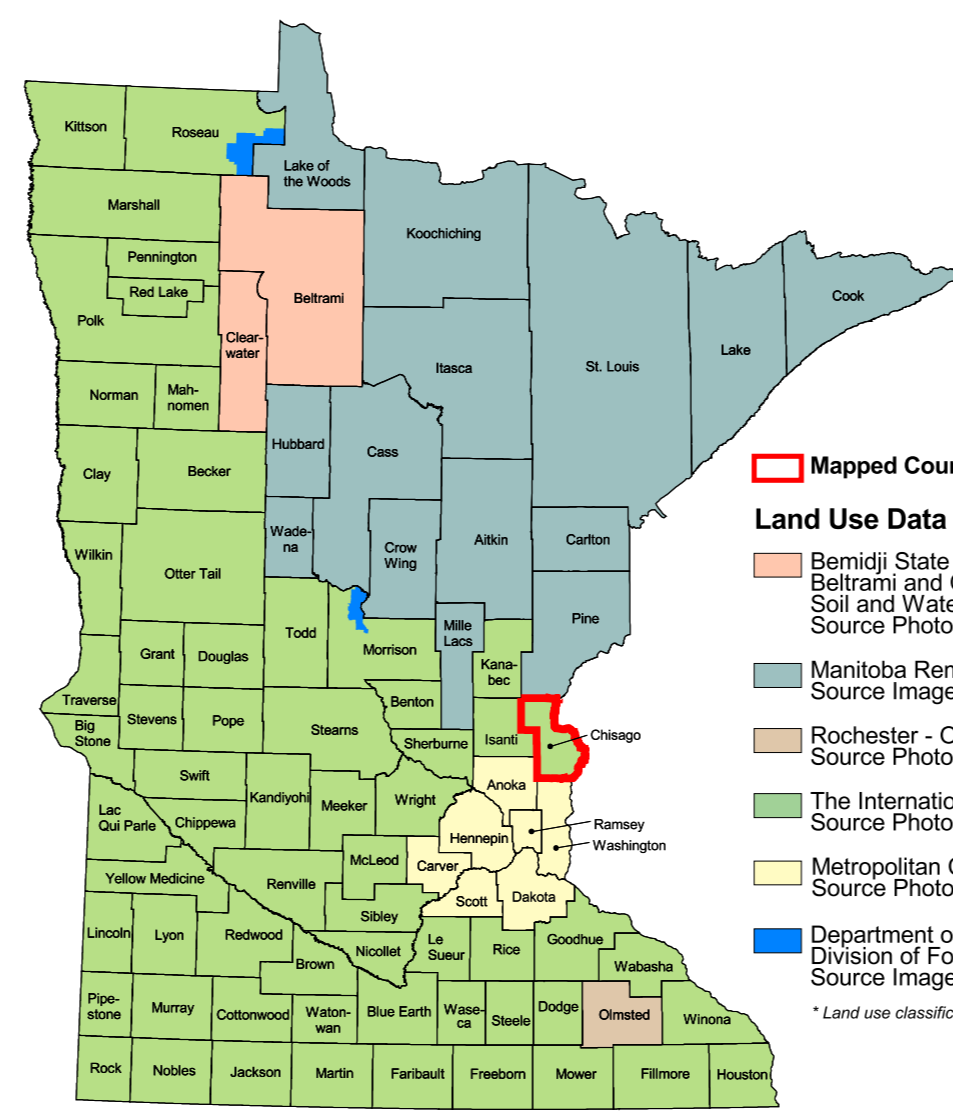 Kittson
Roseau
Lake of
the Woods
Marshall
Koochiching
Pennington
Red Lake
Beltrami
Cook
Polk
Clear-
water
Lake
Itasca
St. Louis
Norman
Mah-
nomen
Hubbard
Cass
Clay
Becker
Mapped Cour
Land Use Data
Wade-
na
Crow
Wing
Aitkin
Carlton
Wilkin
Otter Tail
Bemidji State
Beltrami and C
Soil and Wate
Source Photo
Todd
Mille
Lacs
Pine
Morrison
Grant
Douglas
Kana-
bec
Manitoba Ren
Source Image
Traverse
Benton
Stevens
Pope
Stearns
Big
Stone
Sherburne
Isanti
Chisago
Rochester - O
Source Photo
Swift
Anoka
Kandiyohi
Meeker
Wright
Lac
Qui Parle
Chippewa
The Internatio
Source Photo
Ramsey
Hennepin
Washington
McLeod
Carver
Yellow Medicine
Renville
Metropolitan C
Source Photo
Scott
Dakota
Sibley
Lincoln
Lyon
Redwood
Nicollet
Le
Sueur
Rice
Goodhue
Department o
Division of Fo
Source Image
Brown
Wabasha
Pipe-
stone
Murray
Cottonwood
Waton-
wan
Blue Earth
Wase-
ca
Steele
Dodge
Olmsted
Winona
* Land use classific
Rock
Nobles
Jackson
Martin
Faribault
Freeborn
Mower
Fillmore
Houston